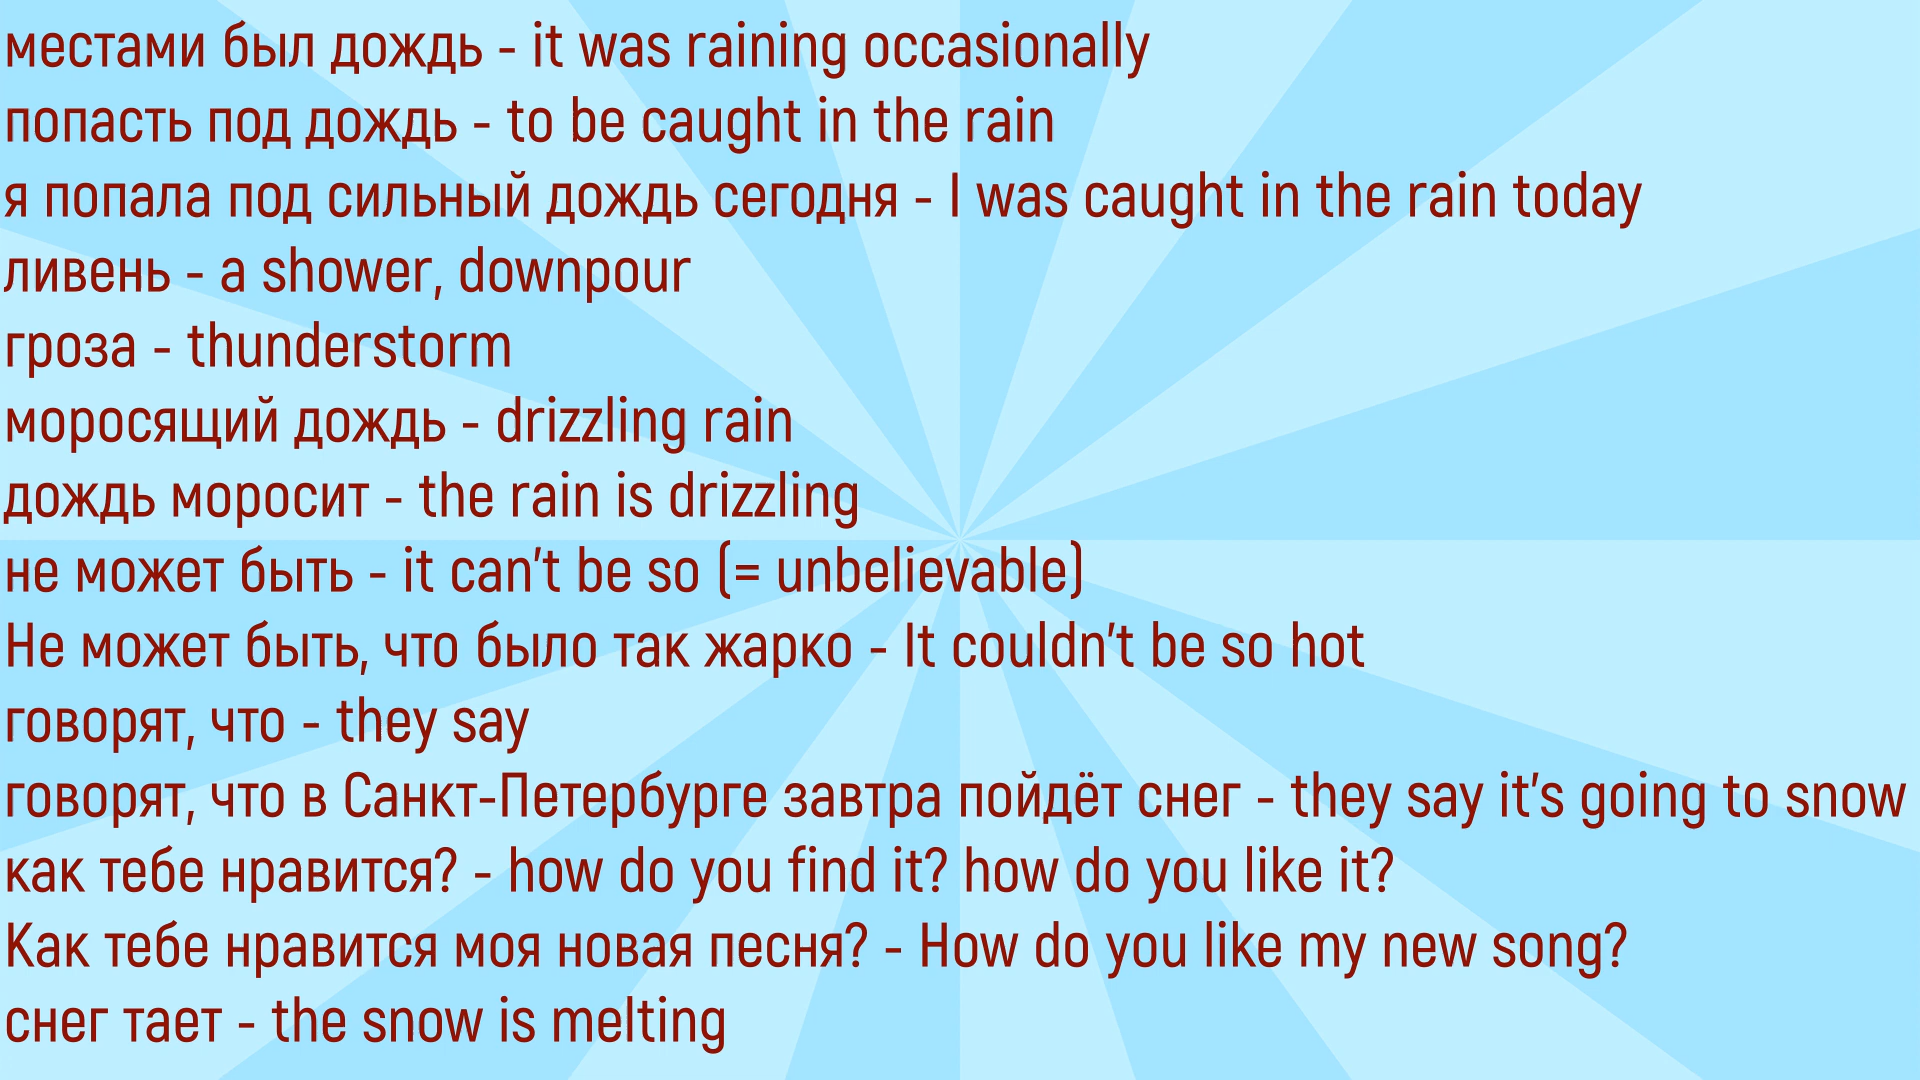 местами был дождь - it was raining occasionally
попасть под дождь - to be caught in the rain
я попала под сильный дождь сегодня - I was caught in the rain today
ливень - a shower, downpour
гроза - thunderstorm
моросящий дождь - drizzling rain
дождь моросит - the rain is drizzling
не может быть - it can't be so (= unbelievable)
Не может быть, что было так жарко - It couldn't be so hot
говорят, что - they say
говорят, что в Санкт-Петербурге завтра пойдёт снег - they say it's going to snow
как тебе нравится? - how do you find it? how do you like it?
Как тебе нравится моя новая песня? - How do you like my new song?
снег тает - the snow is melting